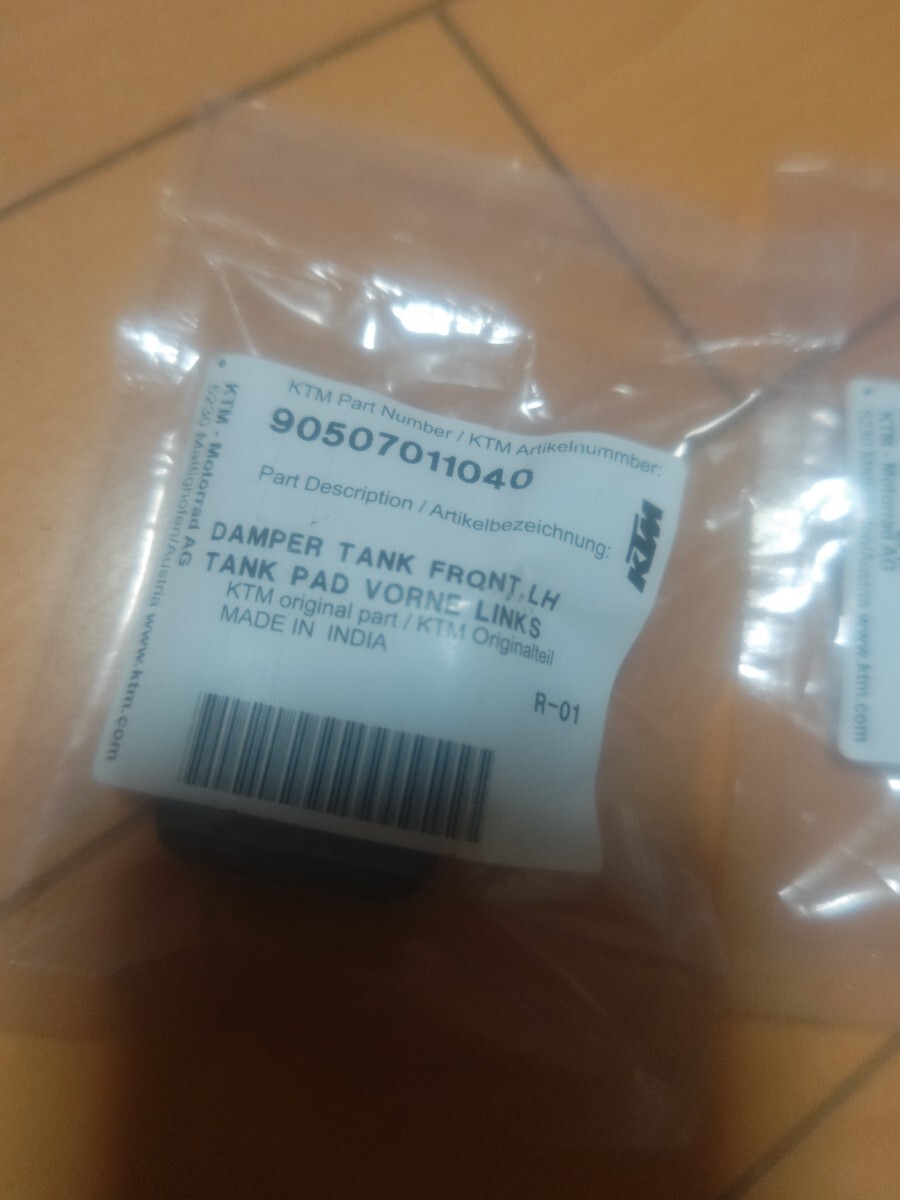 KTM Part Number / KTM Artikelnummber:
90507011040
Part Description / Artikelbezeichnung:
KTM
DAMPER TANK FRONT LH
TANK PAD VORNE LINKS
KTM original part / KTM Originalteil
MADE IN INDIA
R-01
KTM - Motorrad AG
5230 Mattighofen/Austria www.ktm.com
KTM - Motorrad AG
www.ktm.com